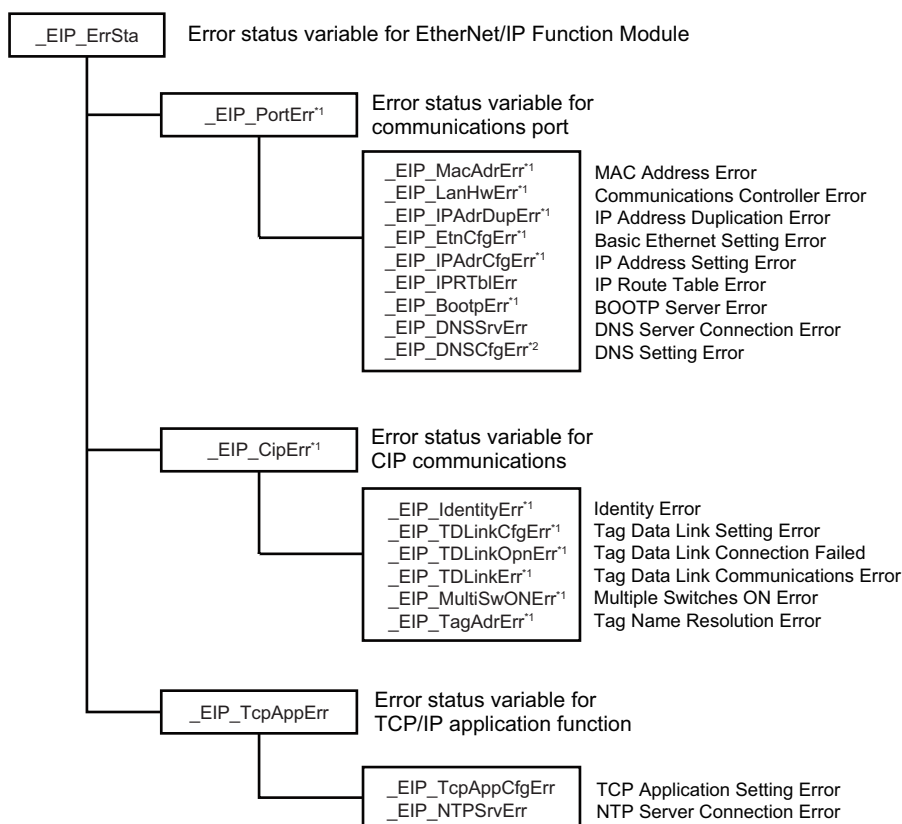 _EIP_ErrSta Error status variable for EtherNet/IP Function Module
_EIP_PortErr*1 Error status variable for
communications port
_EIP_MacAdrErr*1 MAC Address Error
_EIP_LanHwErr*1 Communications Controller Error
_EIP_IPAdrDupErr*1 IP Address Duplication Error
_EIP_EtnCfgErr*1 Basic Ethernet Setting Error
_EIP_IPAdrCfgErr*1 IP Address Setting Error
_EIP_IPRTblErr IP Route Table Error
_EIP_BootpErr*1 BOOTP Server Error
_EIP_DNSSrvErr DNS Server Connection Error
_EIP_DNSCfgErr*2 DNS Setting Error
_EIP_CipErr*1 Error status variable for
CIP communications
_EIP_IdentityErr*1 Identity Error
_EIP_TDLinkCfgErr*1 Tag Data Link Setting Error
_EIP_TDLinkOpnErr*1 Tag Data Link Connection Failed
_EIP_TDLinkErr*1 Tag Data Link Communications Error
_EIP_MultiSwONErr*1 Multiple Switches ON Error
_EIP_TagAdrErr*1 Tag Name Resolution Error
_EIP_TcpAppErr Error status variable for
TCP/IP application function
_EIP_TcpAppCfgErr TCP Application Setting Error
_EIP_NTPSrvErr NTP Server Connection Error